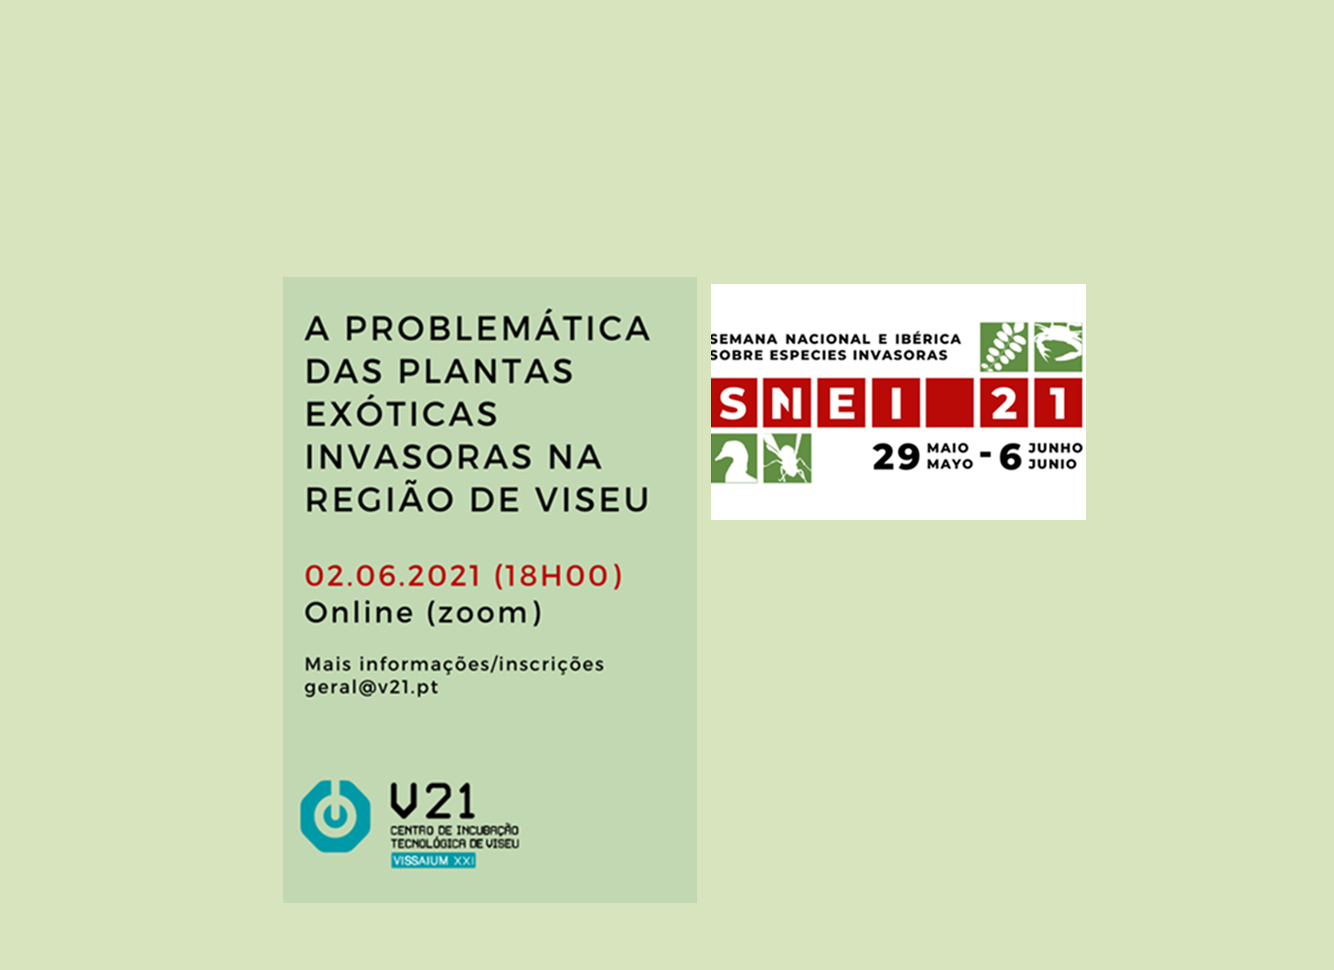 A PROBLEMÁTICA
DAS PLANTAS
EXÓTICAS
INVASORAS NA
REGIÃO DE VISEU
02.06.2021 (18H00)
Online (zoom)
Mais informações/inscrições
geral@v21.pt
V21
CENTRO DE INCUBAÇÃO
TECNOLÓGICA DE VISEU
VISSAIUM XXI
SEMANA NACIONAL E IBÉRICA
SOBRE ESPECIES INVASORAS
SNEI 21
29 MAIO MAYO - 6 JUNHO JUNIO